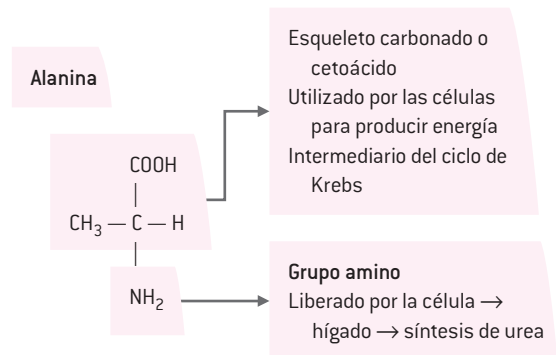 Alanina
COOH
CH₃ — C — H
NH₂
Esqueleto carbonado o
cetoácido
Utilizado por las células
para producir energía
Intermediario del ciclo de
Krebs
Grupo amino
Liberado por la célula →
hígado → síntesis de urea